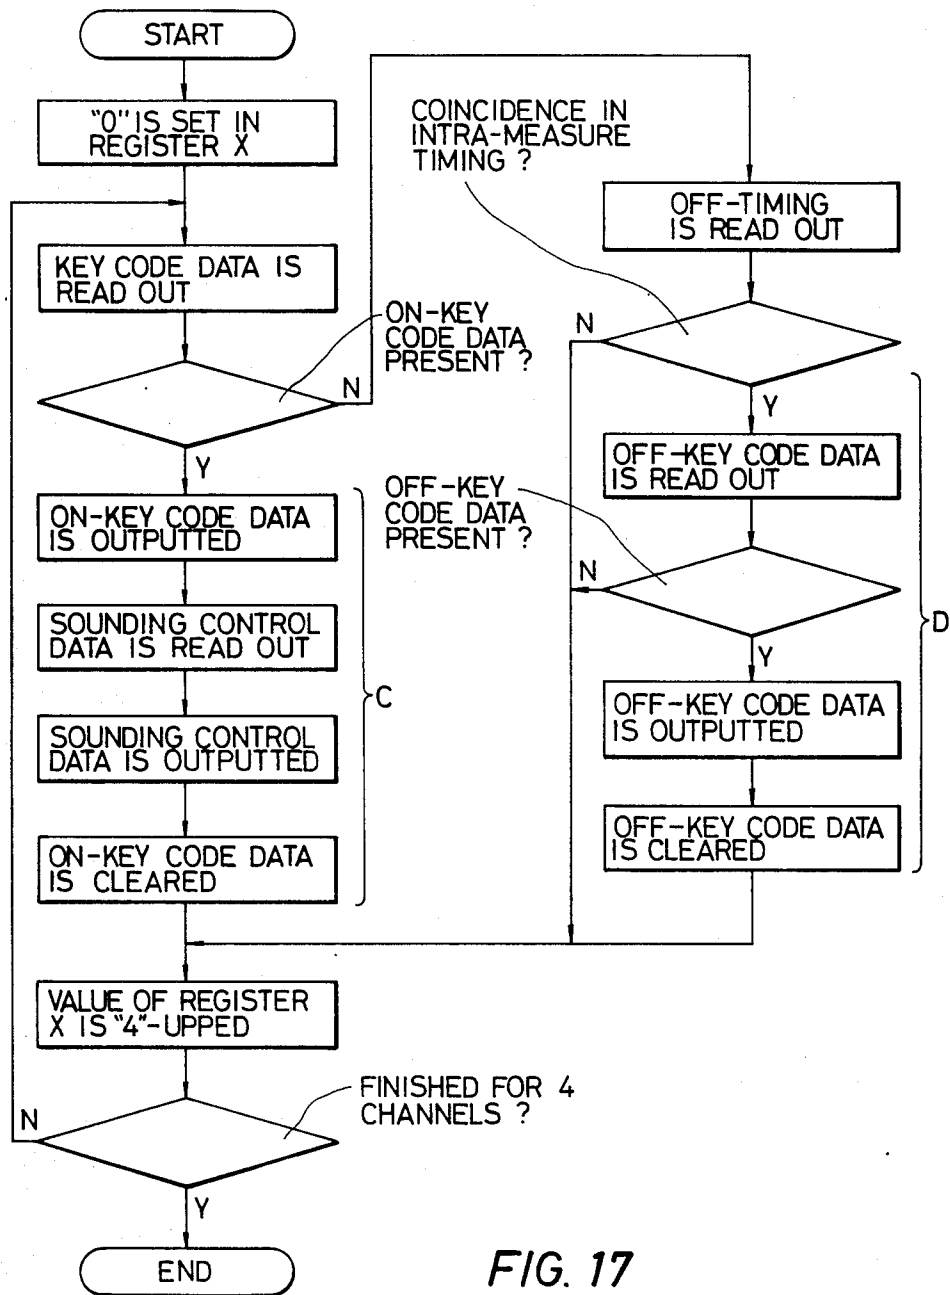 START
"0" IS SET IN
REGISTER X
KEY CODE DATA IS
READ OUT
ON-KEY
CODE DATA
PRESENT ?
N
Y
ON-KEY CODE DATA
IS OUTPUTTED
SOUNDING CONTROL
DATA IS READ OUT
SOUNDING CONTROL
DATA IS OUTPUTTED
ON-KEY CODE DATA
IS CLEARED
C
VALUE OF REGISTER
X IS "4"-UPPED
FINISHED FOR 4
CHANNELS ?
N
Y
END
COINCIDENCE IN
INTRA-MEASURE
TIMING ?
OFF-TIMING
IS READ OUT
N
Y
OFF-KEY CODE DATA
IS READ OUT
OFF-KEY
CODE DATA
PRESENT ?
N
Y
OFF-KEY CODE DATA
IS OUTPUTTED
OFF-KEY CODE DATA
IS CLEARED
D
FIG. 17